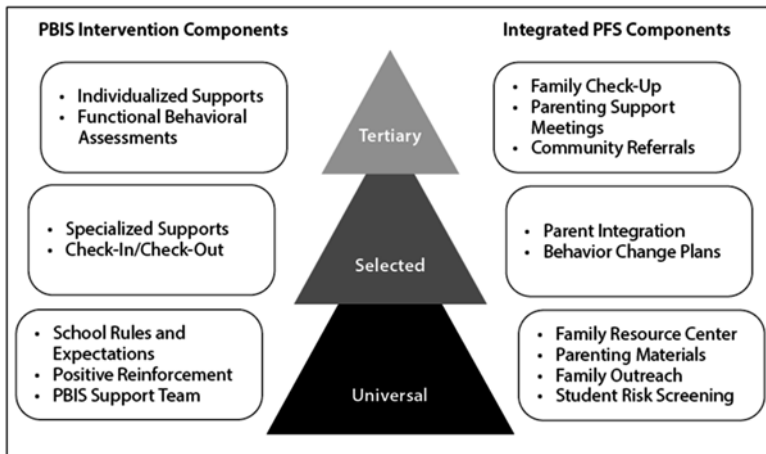 PBIS Intervention Components
Integrated PFS Components
• Individualized Supports
• Functional Behavioral
Assessments
Tertiary
• Family Check-Up
• Parenting Support
Meetings
• Community Referrals
• Specialized Supports
• Check-In/Check-Out
Selected
• Parent Integration
• Behavior Change Plans
• School Rules and
Expectations
• Positive Reinforcement
• PBIS Support Team
Universal
• Family Resource Center
• Parenting Materials
• Family Outreach
• Student Risk Screening